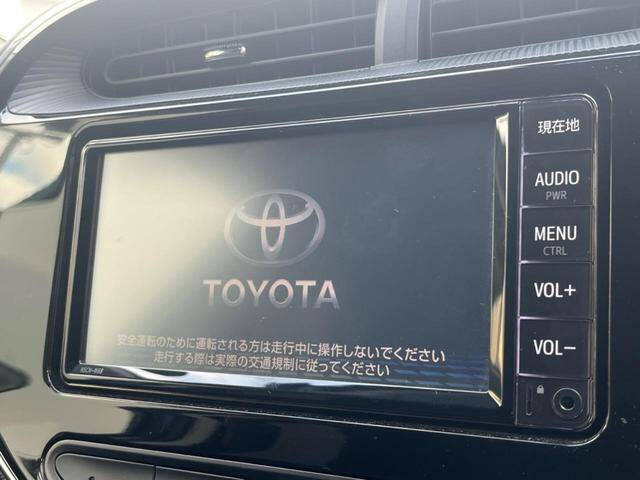 現在地
AUDIO
PWR
MENU
CTRL
VOL+
VOL-
TOYOTA
安全運転のために運転される方は走行中に操作しないでください
走行する際は実際の交通規制に従ってください